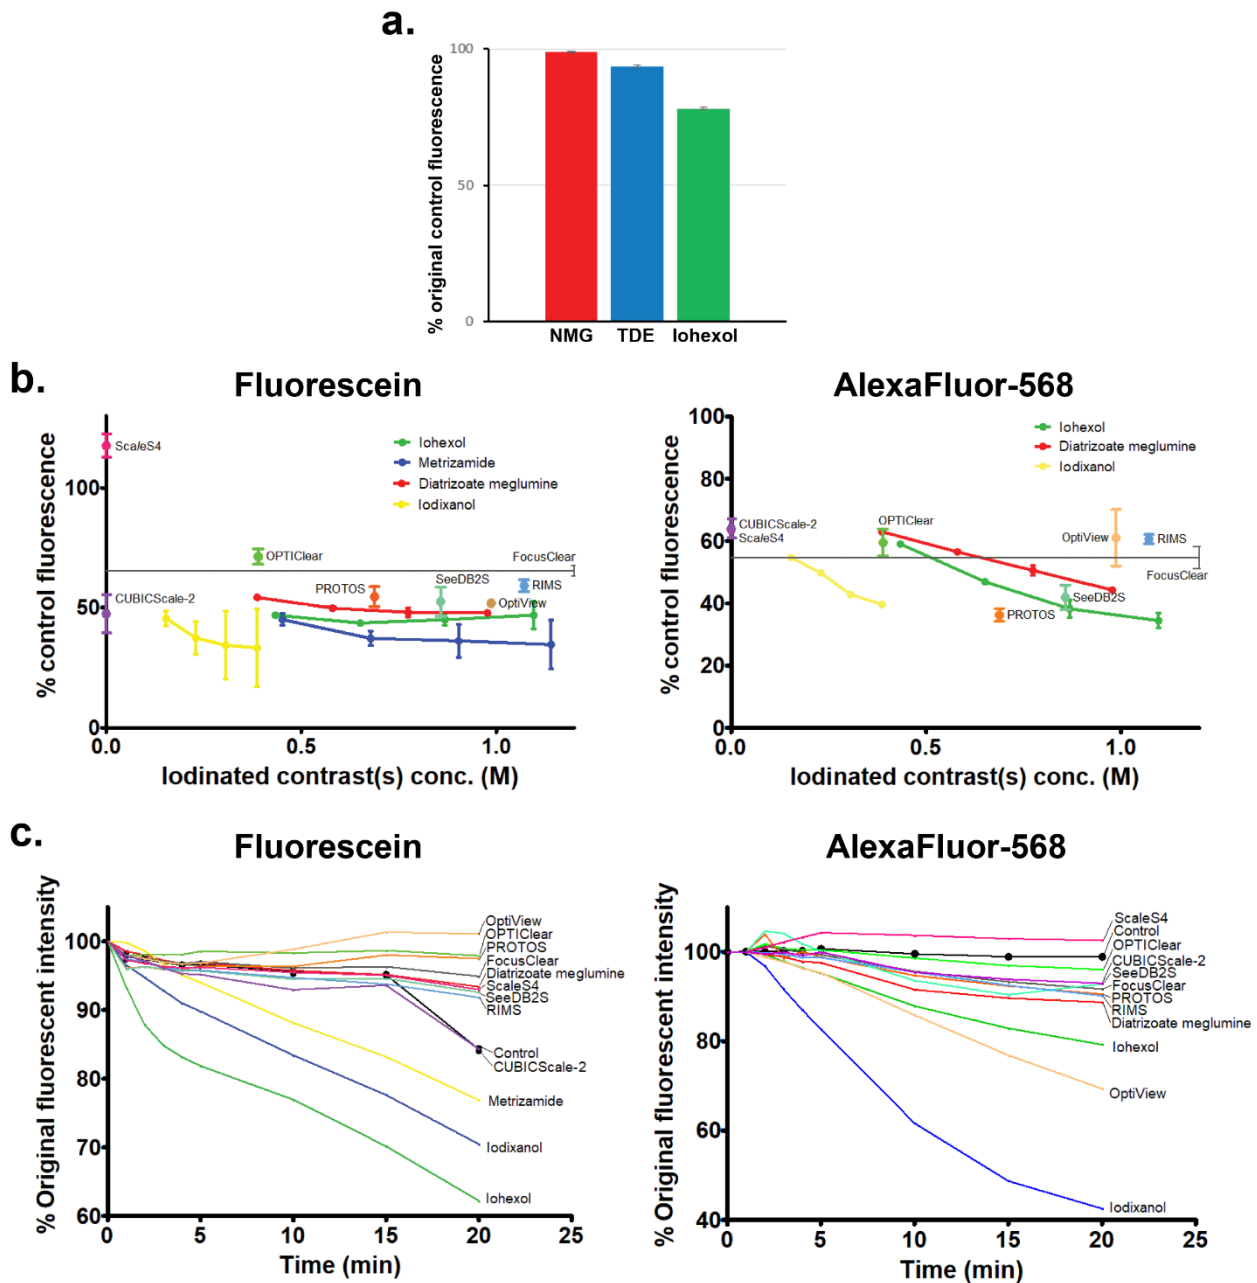 a.
% original control fluorescence
100
50
0
NMG TDE Iohexol
b.
Fluorescein
% control fluorescence
100
50
0
0.0 0.5 1.0
Iodinated contrast(s) conc. (M)
ScaleS4
CUBICScale-2
OPTIClear
PROTOS
SeeDB2S
FocusClear
RIMS
OptiView
Iohexol
Metrizamide
Diatrizoate meglumine
Iodixanol
AlexaFluor-568
% control fluorescence
100
80
60
40
20
0
0.0 0.5 1.0
Iodinated contrast(s) conc. (M)
Iohexol
Diatrizoate meglumine
Iodixanol
CUBICScale-2
ScaleS4
OPTIClear
OptiView
RIMS
FocusClear
SeeDB2S
PROTOS
c.
Fluorescein
% Original fluorescent intensity
100
90
80
70
60
0 5 10 15 20 25
Time (min)
OptiView
OPTIClear
PROTOS
FocusClear
Diatrizoate meglumine
ScaleS4
SeeDB2S
RIMS
Control
CUBICScale-2
Metrizamide
Iodixanol
Iohexol
AlexaFluor-568
% Original fluorescent intensity
100
80
60
40
0 5 10 15 20 25
Time (min)
ScaleS4
Control
OPTIClear
CUBICScale-2
SeeDB2S
FocusClear
PROTOS
RIMS
Diatrizoate meglumine
Iohexol
OptiView
Iodixanol